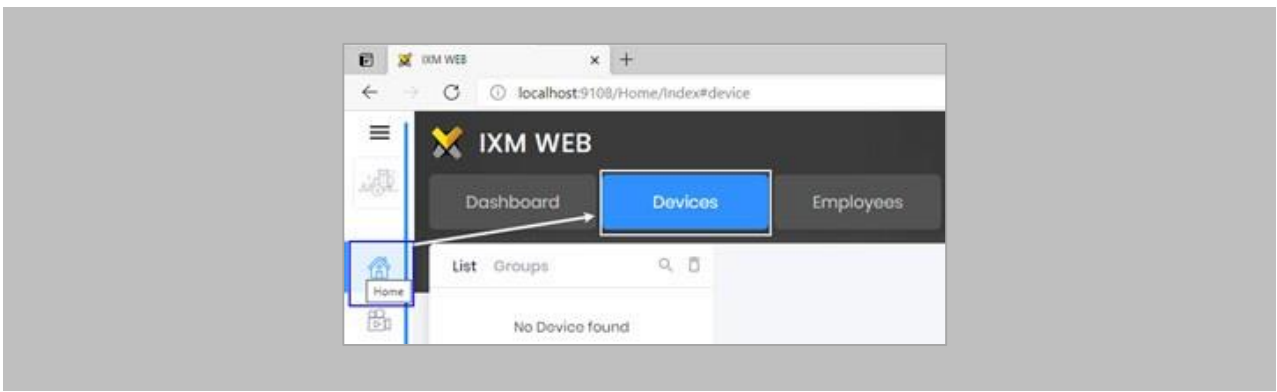 IXM WEB
localhost:9108/Home/Index#device
IXM WEB
Dashboard Devices Employees
List Groups
Home
No Device found